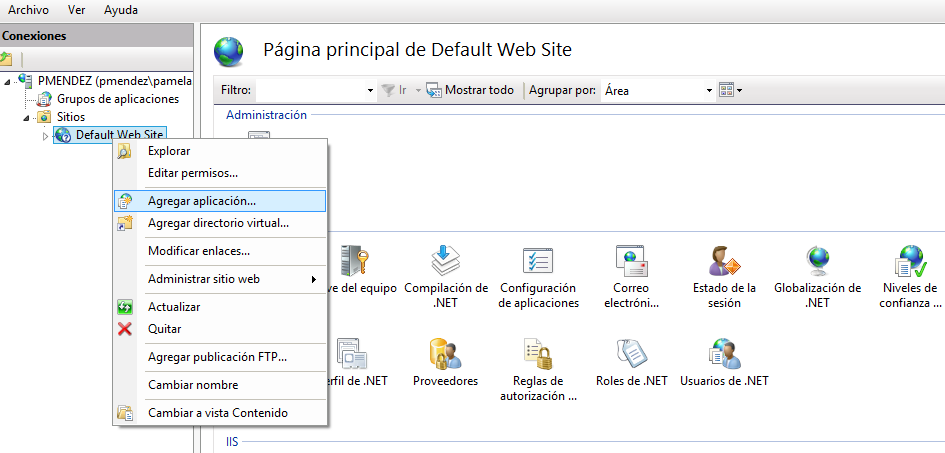 Archivo Ver Ayuda
Conexiones
PMENDEZ (pmendez\pamela
Grupos de aplicaciones
Sitios
Default Web Site
Explorar
Editar permisos...
Agregar aplicación...
Agregar directorio virtual...
Modificar enlaces...
Administrar sitio web
Actualizar
Quitar
Agregar publicación FTP...
Cambiar nombre
Cambiar a vista Contenido
Página principal de Default Web Site
Filtro: Ir Mostrar todo Agrupar por: Área
Administración
ve del equipo
Compilación de
.NET
Configuración
de aplicaciones
Correo
electróni...
Estado de la
sesión
Globalización de
.NET
Niveles de
confianza ...
rfil de .NET
Proveedores
Reglas de
autorización ...
Roles de .NET
Usuarios de .NET
IIS